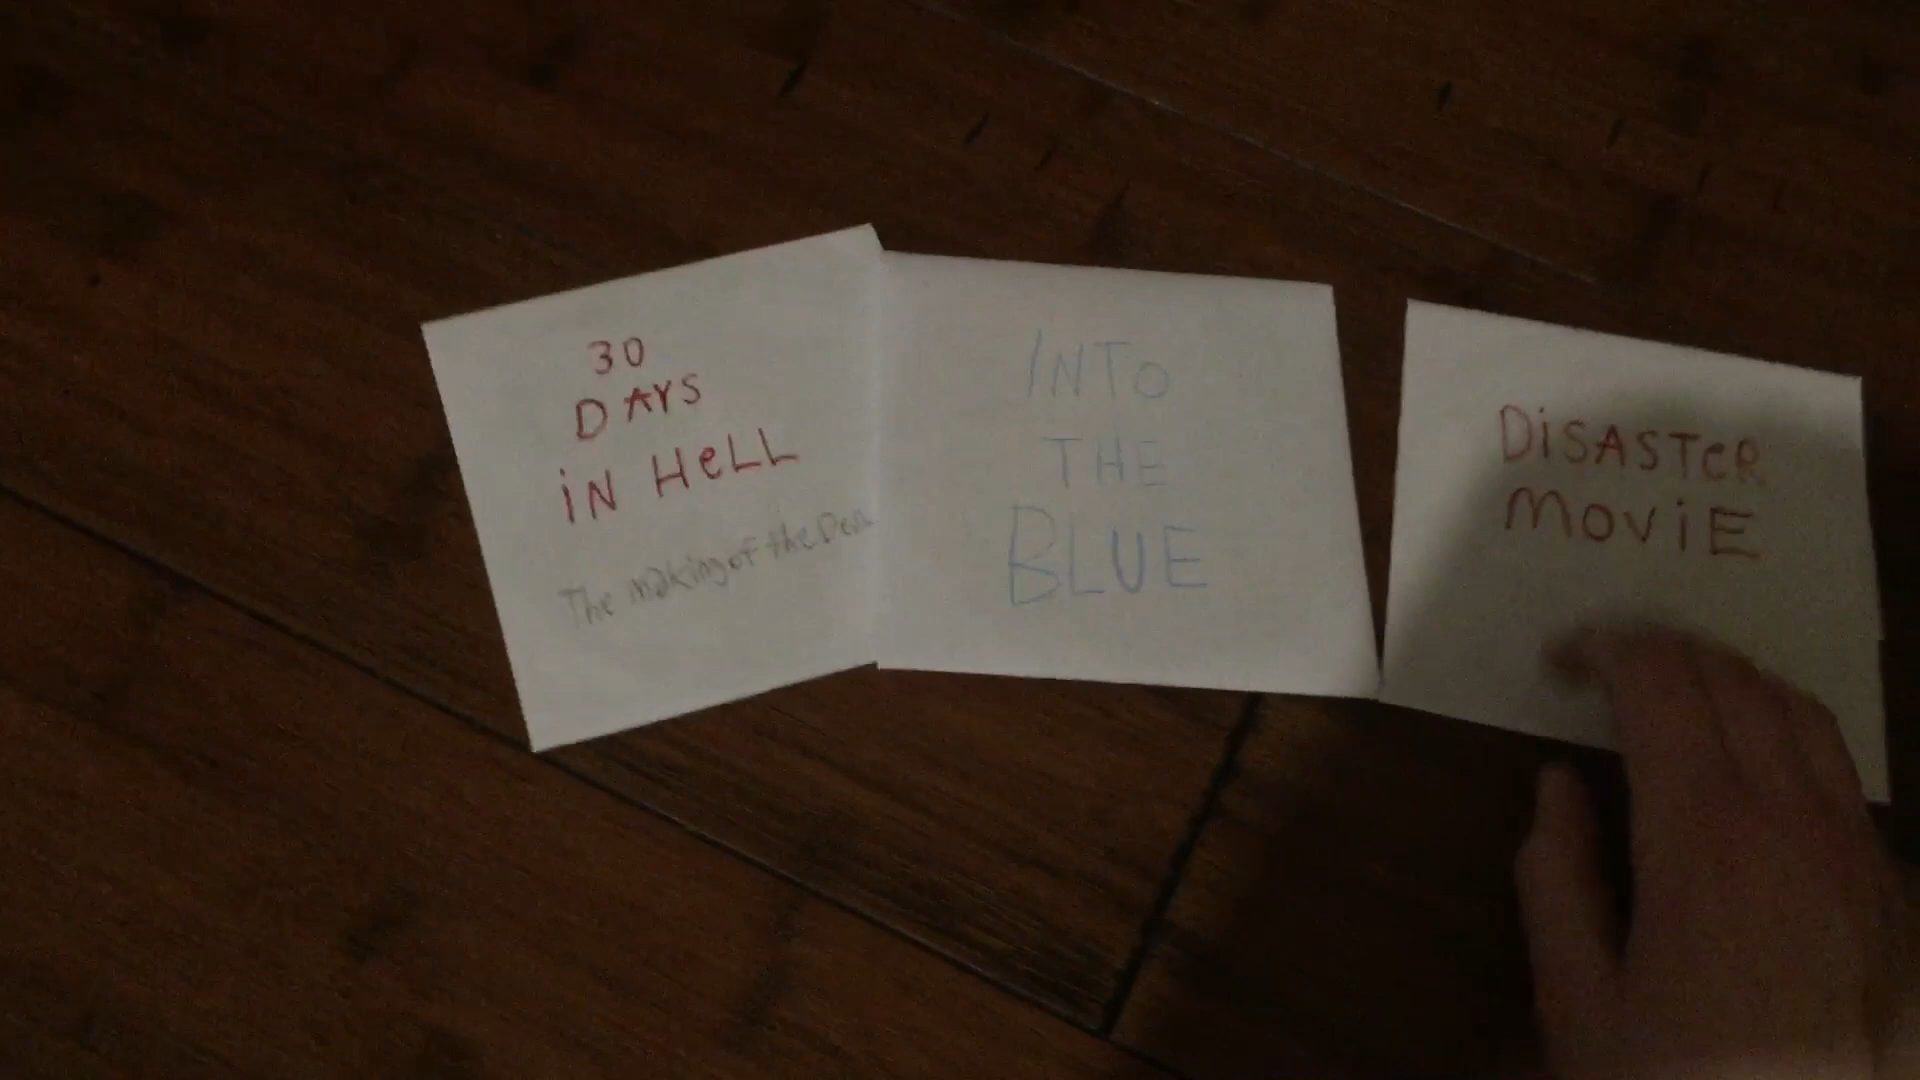 30
DAYS
iN HeLL
The making of the
INTO
THE
BLUE
DiSASTeR
MOViE